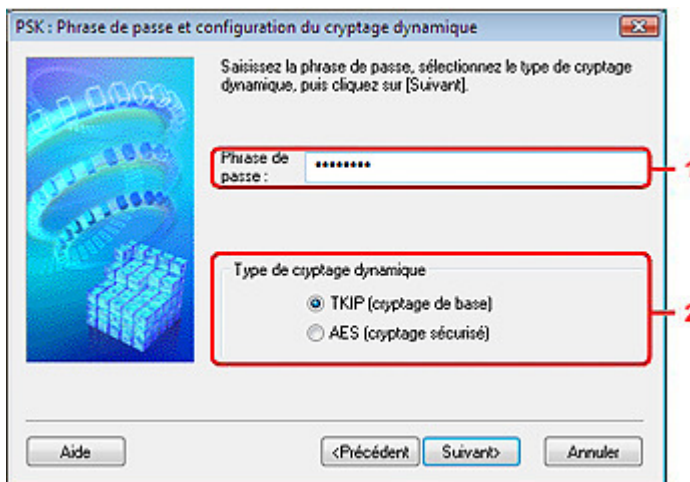 PSK : Phrase de passe et configuration du cryptage dynamique
Saisissez la phrase de passe, sélectionnez le type de cryptage
dynamique, puis cliquez sur [Suivant].
Phrase de
passe :
********
1
Type de cryptage dynamique
TKIP (cryptage de base)
AES (cryptage sécurisé)
2
Aide
<Précédent
Suivant>
Annuler